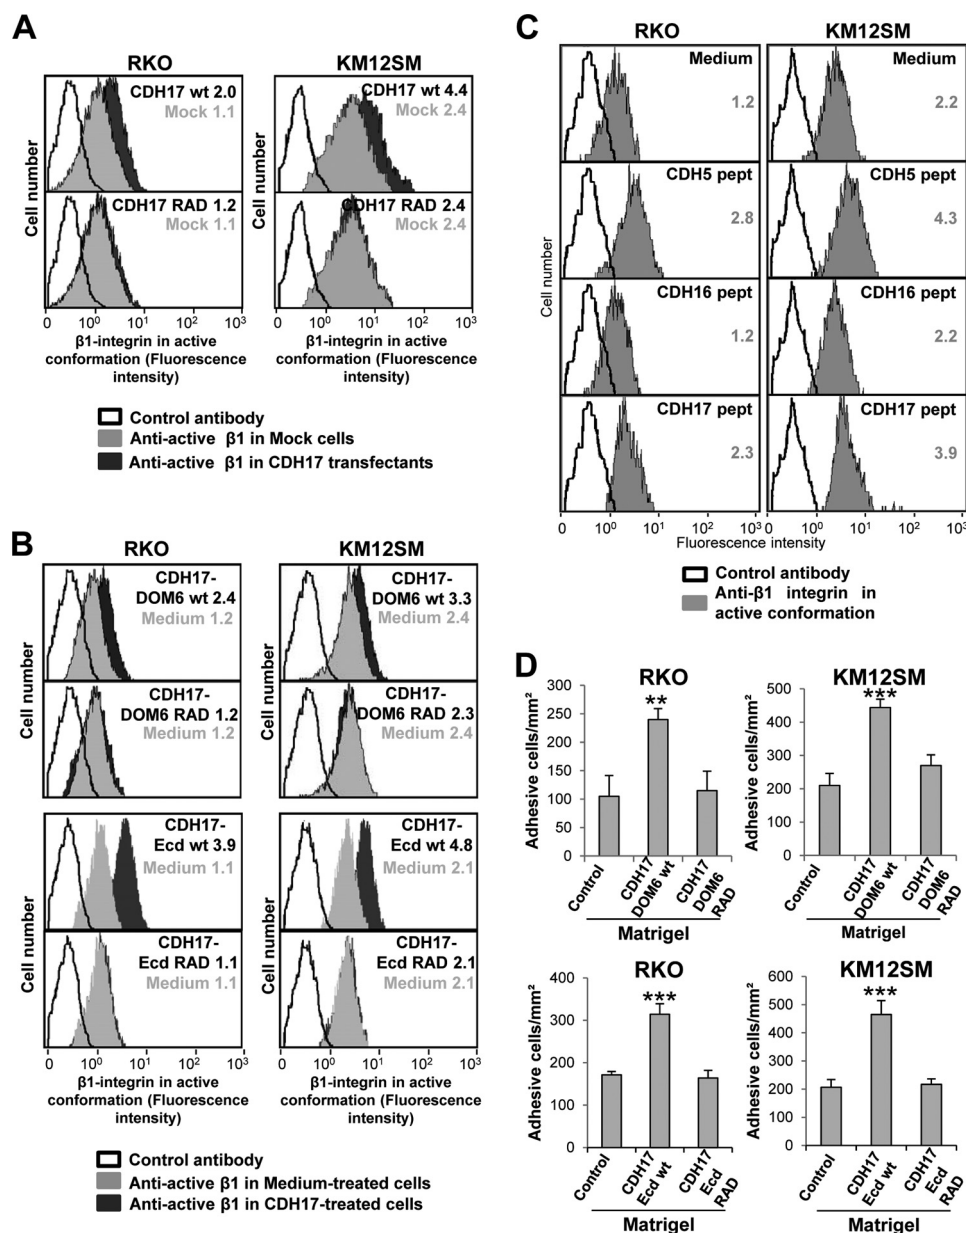 A
RKO
KM12SM
CDH17 wt 2.0
Mock 1.1
CDH17 wt 4.4
Mock 2.4
CDH17 RAD 1.2
Mock 1.1
CDH17 RAD 2.4
Mock 2.4
Cell number
Cell number
0 10⁰ 10¹ 10³
0 10⁰ 10¹ 10³
β1-integrin in active
conformation (Fluorescence
intensity)
β1-integrin in active
conformation (Fluorescence
intensity)
Control antibody
Anti-active β1 in Mock cells
Anti-active β1 in CDH17 transfectants
B
RKO
KM12SM
CDH17-
DOM6 wt 2.4
Medium 1.2
CDH17-
DOM6 wt 3.3
Medium 2.4
CDH17-
DOM6 RAD 1.2
Medium 1.2
CDH17-
DOM6 RAD 2.3
Medium 2.4
Cell number
Cell number
CDH17-
Ecd wt 3.9
Medium 1.1
CDH17-
Ecd wt 4.8
Medium 2.1
CDH17-
Ecd RAD 1.1
Medium 1.1
CDH17-
Ecd RAD 2.1
Medium 2.1
Cell number
Cell number
0 10⁰ 10¹ 10² 10³
0 10⁰ 10¹ 10² 10³
β1-integrin in active
conformation (Fluorescence
intensity)
β1-integrin in active
conformation (Fluorescence
intensity)
Control antibody
Anti-active β1 in Medium-treated cells
Anti-active β1 in CDH17-treated cells
C
RKO
KM12SM
Medium
1.2
Medium
2.2
CDH5 pept
2.8
CDH5 pept
4.3
CDH16 pept
1.2
CDH16 pept
2.2
CDH17 pept
2.3
CDH17 pept
3.9
Cell number
0 10⁰ 10¹ 10² 10³
0 10⁰ 10¹ 10² 10³
Fluorescence intensity
Control antibody
Anti-β1 integrin in
active conformation
D
RKO
Adhesive cells/mm²
300
250
200
150
100
50
0
**
Control
CDH17
DOM6 wt
CDH17
DOM6
RAD
Matrigel
KM12SM
Adhesive cells/mm²
500
400
300
200
100
0
***
Control
CDH17
DOM6 wt
CDH17
DOM6
RAD
Matrigel
RKO
Adhesive cells/mm²
400
300
200
100
0
***
Control
CDH17
Ecd wt
CDH17
Ecd
RAD
Matrigel
KM12SM
Adhesive cells/mm²
600
500
400
300
200
100
0
***
Control
CDH17
Ecd wt
CDH17
Ecd
RAD
Matrigel